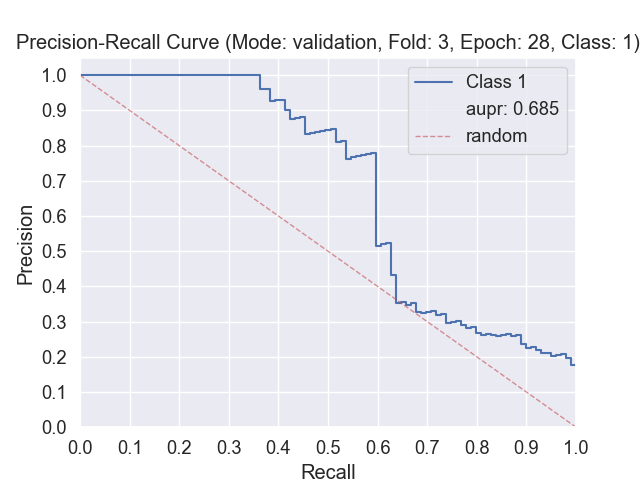 Precision-Recall Curve (Mode: validation, Fold: 3, Epoch: 28, Class: 1)
Class 1
aupr: 0.685
random
Precision
1.0
0.9
0.8
0.7
0.6
0.5
0.4
0.3
0.2
0.1
0.0
0.0 0.1 0.2 0.3 0.4 0.5 0.6 0.7 0.8 0.9 1.0
Recall